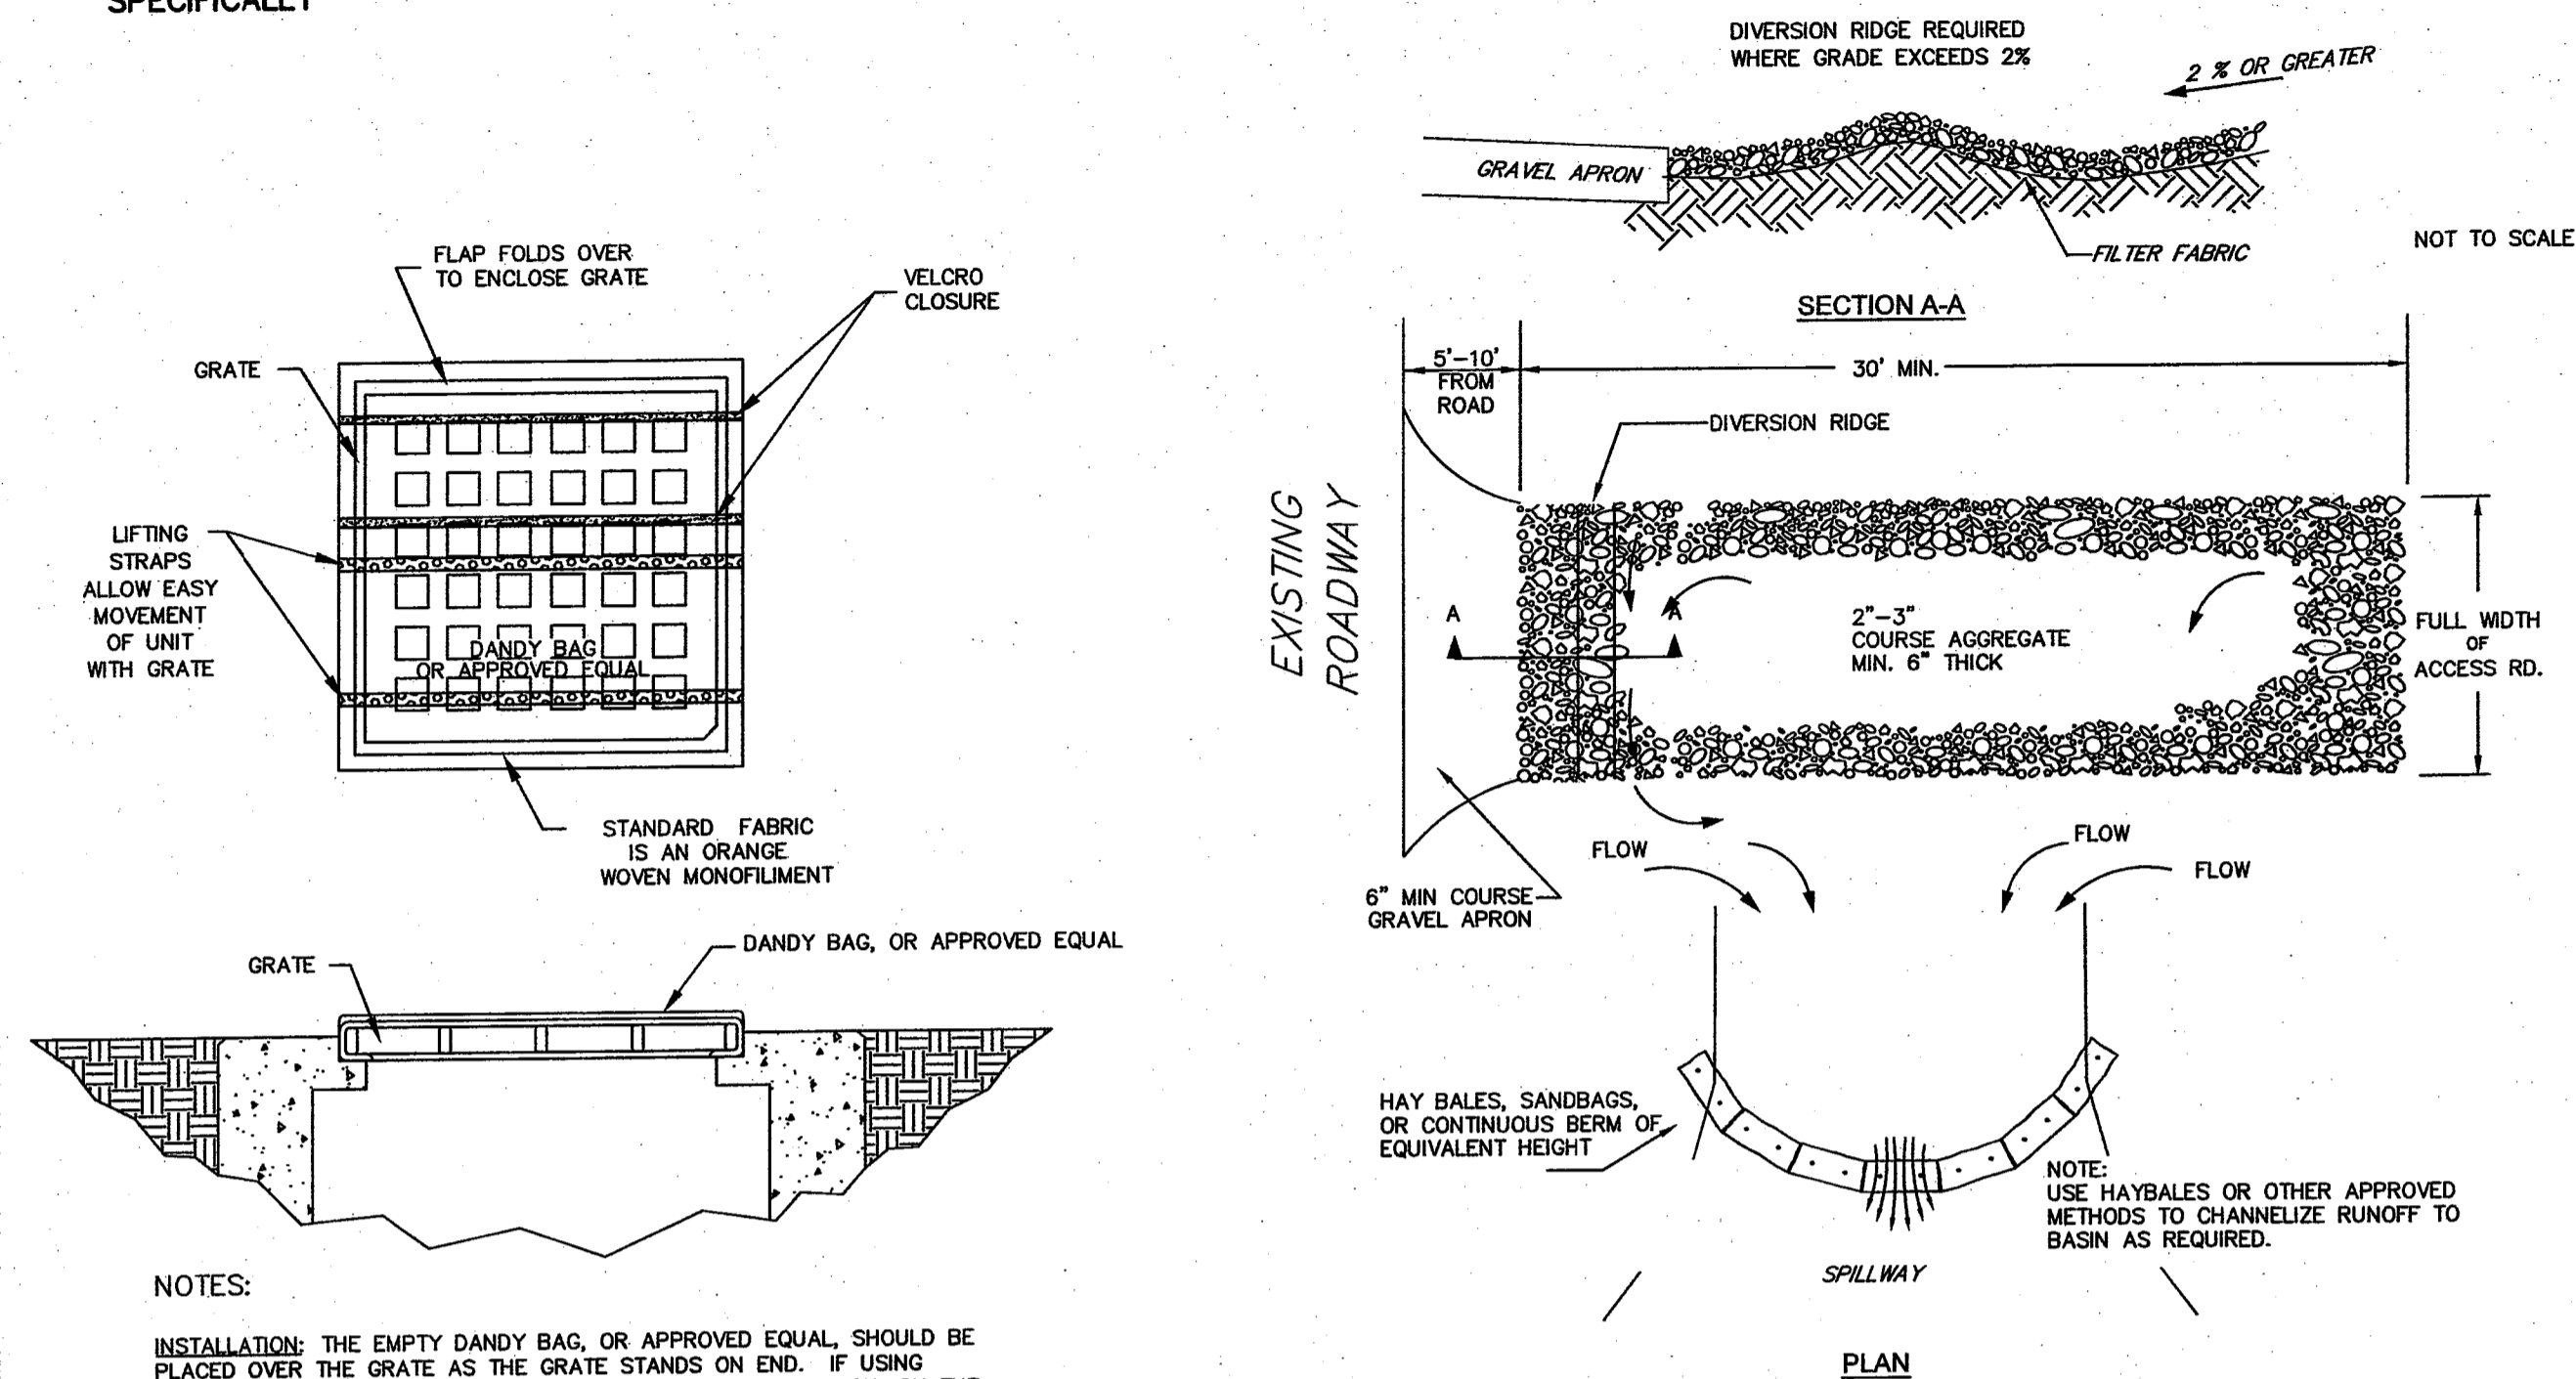 SPECIFICALLY
FLAP FOLDS OVER
TO ENCLOSE GRATE
VELCRO
CLOSURE
GRATE
LIFTING
STRAPS
ALLOW EASY
MOVEMENT
OF UNIT
WITH GRATE
DANDY BAG
OR APPROVED EQUAL
STANDARD FABRIC
IS AN ORANGE
WOVEN MONOFILIMENT
DANDY BAG, OR APPROVED EQUAL
GRATE
NOTES:
INSTALLATION: THE EMPTY DANDY BAG, OR APPROVED EQUAL, SHOULD BE
PLACED OVER THE GRATE AS THE GRATE STANDS ON END. IF USING
DIVERSION RIDGE REQUIRED
WHERE GRADE EXCEEDS 2%
2 % OR GREATER
GRAVEL APRON
FILTER FABRIC
NOT TO SCALE
SECTION A-A
5'-10'
FROM
ROAD
30' MIN.
DIVERSION RIDGE
EXISTING
ROADWAY
A
A
2"-3"
COURSE AGGREGATE
MIN. 6" THICK
FULL WIDTH
OF
ACCESS RD.
FLOW
FLOW
FLOW
6" MIN COURSE
GRAVEL APRON
HAY BALES, SANDBAGS,
OR CONTINUOUS BERM OF
EQUIVALENT HEIGHT
NOTE:
USE HAYBALES OR OTHER APPROVED
METHODS TO CHANNELIZE RUNOFF TO
BASIN AS REQUIRED.
SPILLWAY
PLAN